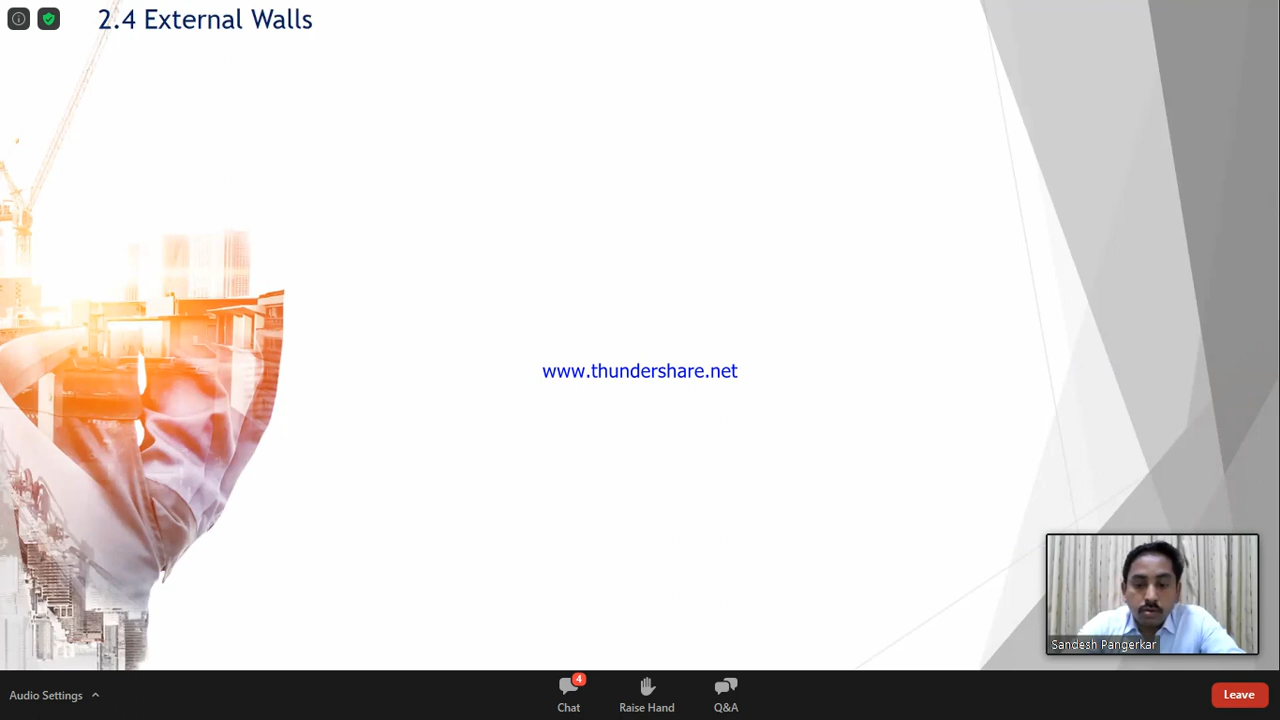 2.4 External Walls
www.thundershare.net
Sandesh Pangerkar
Audio Settings
Chat
4
Raise Hand
Q&A
Leave